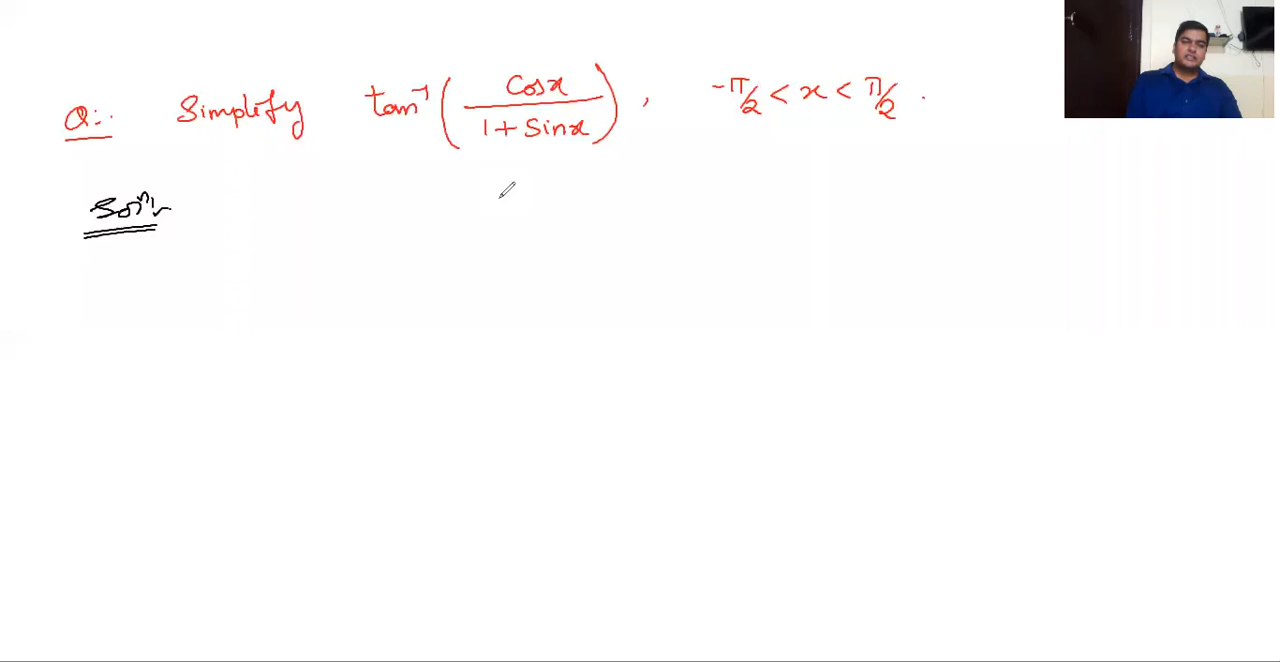 Q:- Simplify tan⁻¹(cosx / 1 + sinx), -π/2 < x < π/2.
Solⁿ: